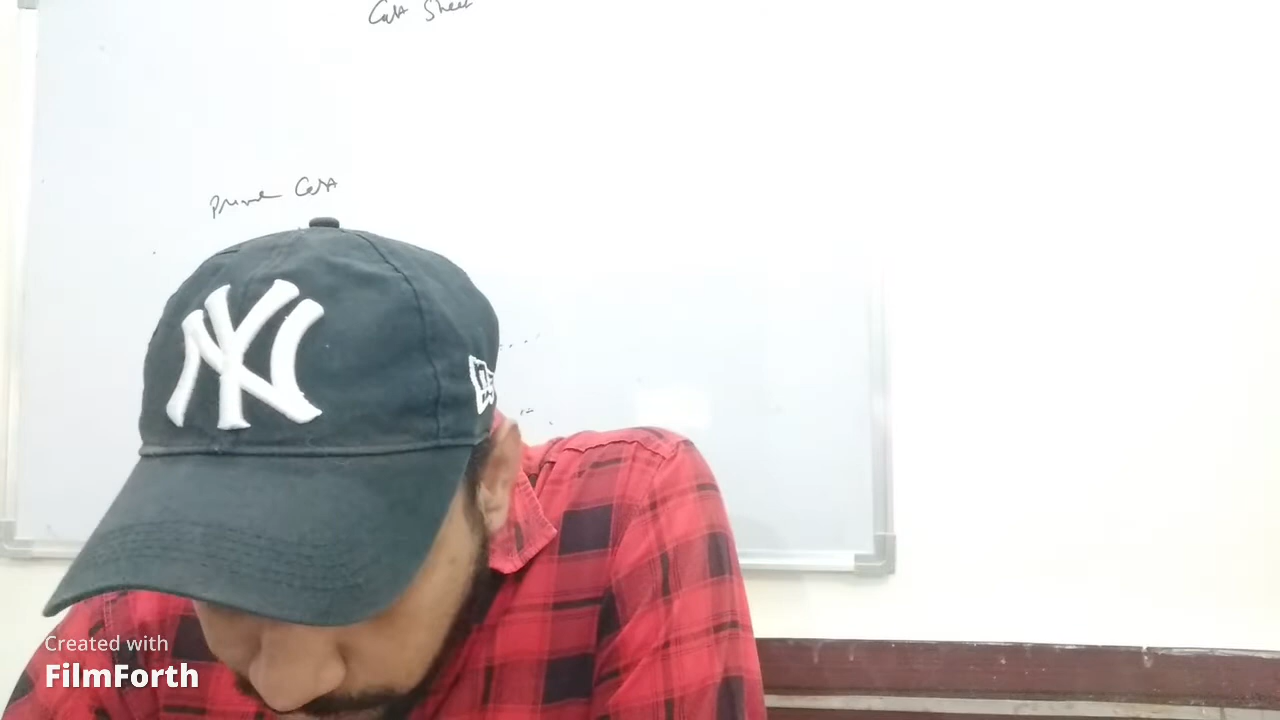 Cost Sheet
Prime Cost
NY
Created with
FilmForth